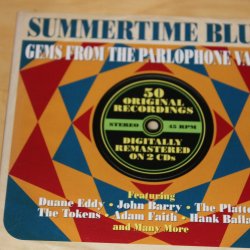 SUMMERTIME BLU
GEMS FROM THE PARLOPHONE VA
50
ORIGINAL
RECORDINGS
STEREO 45 RPM
DIGITALLY
REMASTERED
ON 2 CDs
Featuring
Duane Eddy • John Barry • The Platte
The Tokens • Adam Faith • Hank Balla
and Many More